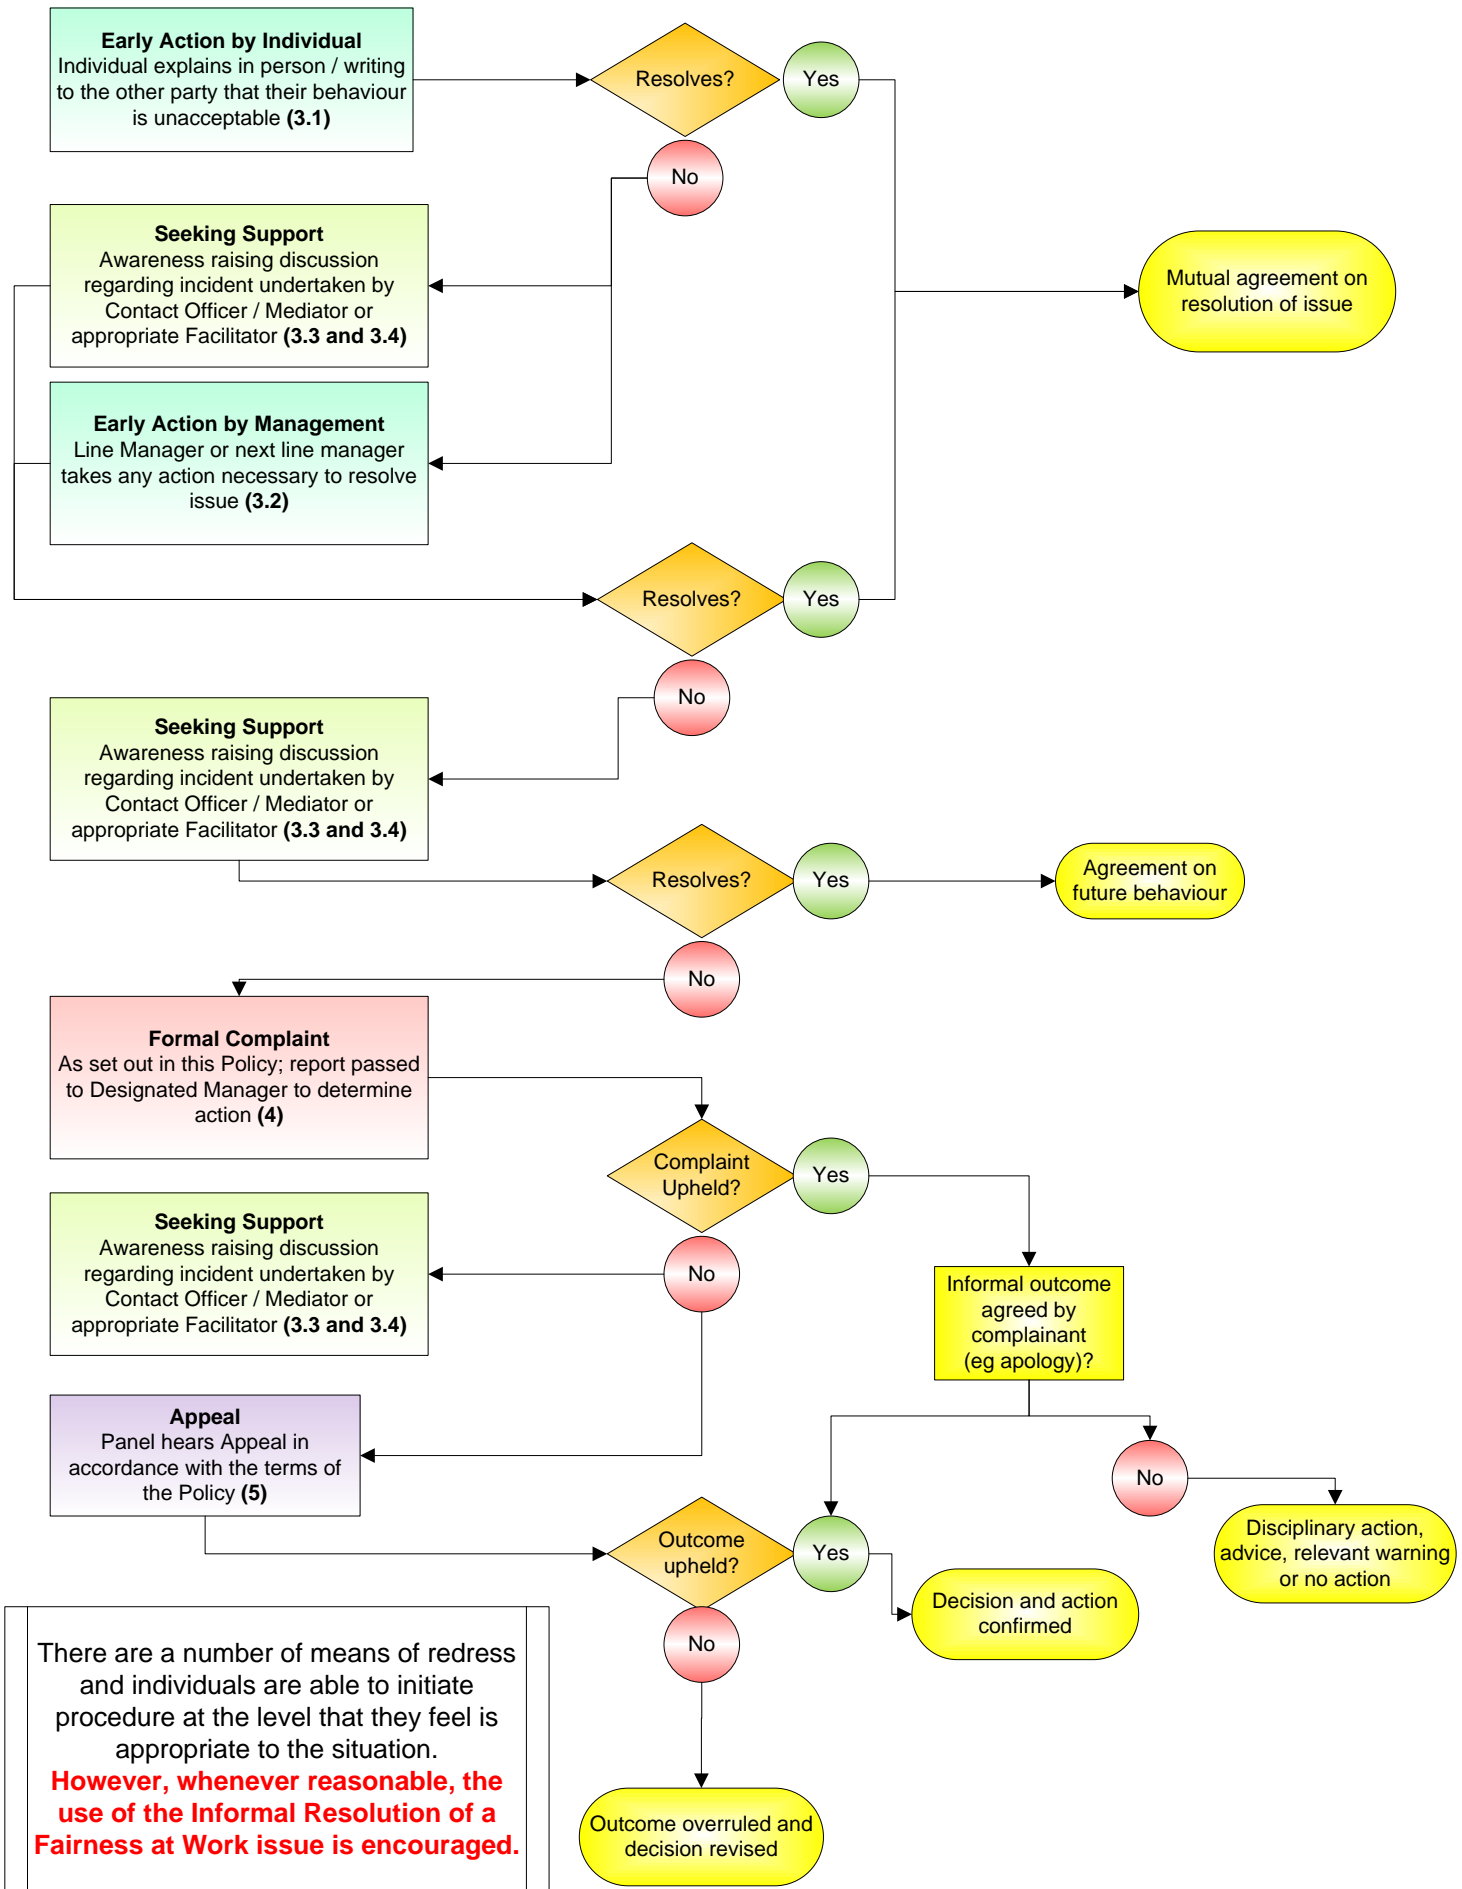 Early Action by Individual
Individual explains in person / writing
to the other party that their behaviour
is unacceptable (3.1)
Resolves?
Yes
No
Seeking Support
Awareness raising discussion
regarding incident undertaken by
Contact Officer / Mediator or
appropriate Facilitator (3.3 and 3.4)
Mutual agreement on
resolution of issue
Early Action by Management
Line Manager or next line manager
takes any action necessary to resolve
issue (3.2)
Resolves?
Yes
No
Seeking Support
Awareness raising discussion
regarding incident undertaken by
Contact Officer / Mediator or
appropriate Facilitator (3.3 and 3.4)
Resolves?
Yes
Agreement on
future behaviour
No
Formal Complaint
As set out in this Policy; report passed
to Designated Manager to determine
action (4)
Complaint
Upheld?
Yes
No
Seeking Support
Awareness raising discussion
regarding incident undertaken by
Contact Officer / Mediator or
appropriate Facilitator (3.3 and 3.4)
Informal outcome
agreed by
complainant
(eg apology)?
Appeal
Panel hears Appeal in
accordance with the terms of
the Policy (5)
No
Disciplinary action,
advice, relevant warning
or no action
Outcome
upheld?
Yes
Decision and action
confirmed
No
There are a number of means of redress
and individuals are able to initiate
procedure at the level that they feel is
appropriate to the situation.
However, whenever reasonable, the
use of the Informal Resolution of a
Fairness at Work issue is encouraged.
Outcome overruled and
decision revised